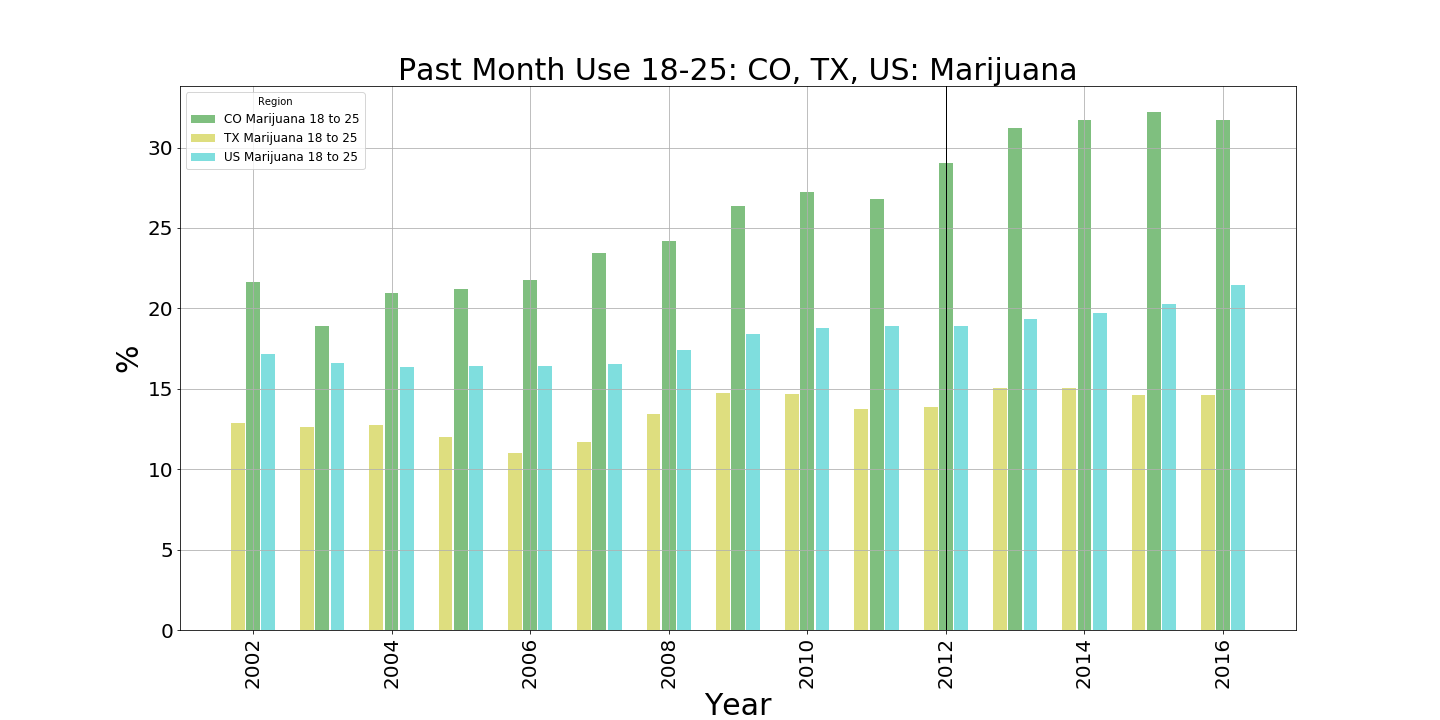 Past Month Use 18-25: CO, TX, US: Marijuana
Region
CO Marijuana 18 to 25
TX Marijuana 18 to 25
US Marijuana 18 to 25
30
25
20
15
10
5
0
%
2002
2004
2006
2008
2010
2012
2014
2016
Year